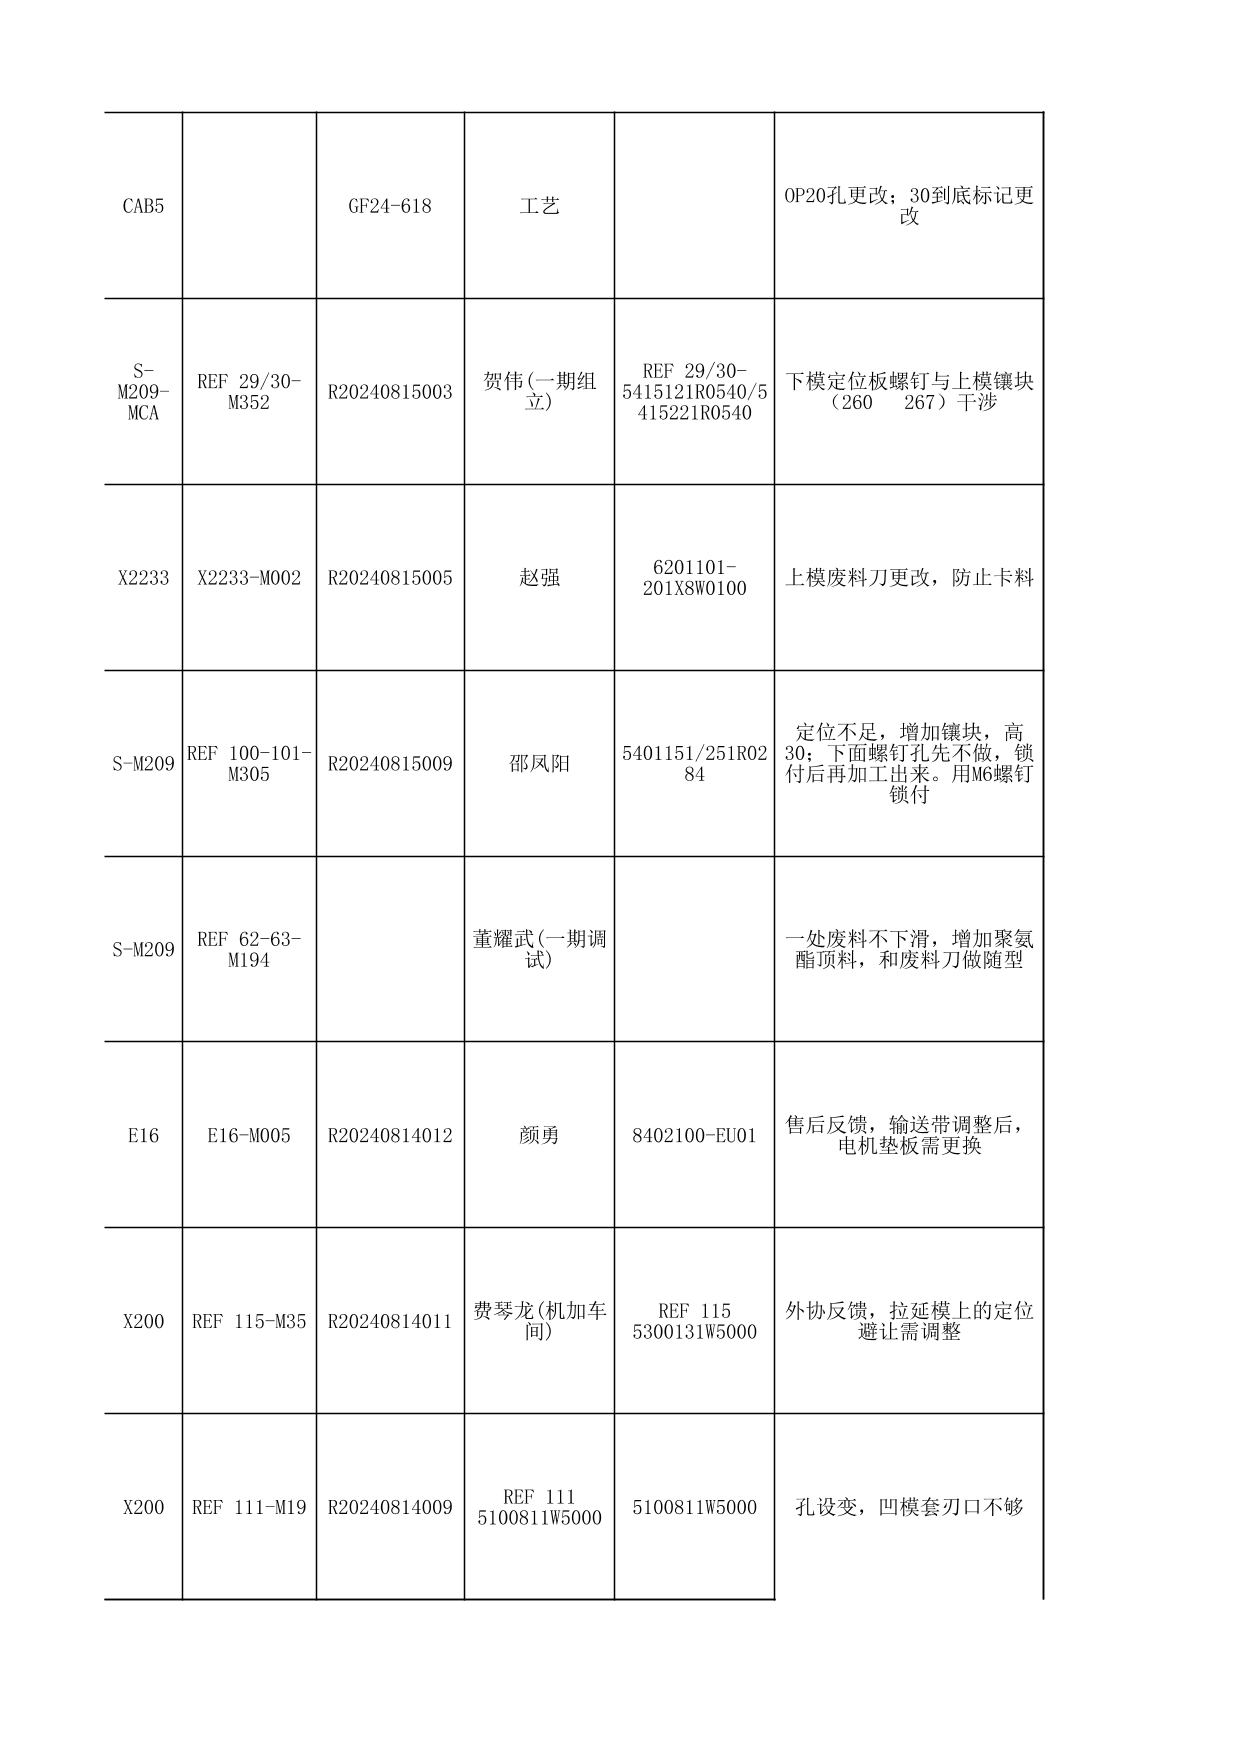 CAB5
GF24-618
工艺
OP20孔更改；30到底标记更
改
S-
M209-
MCA
REF 29/30-
M352
R20240815003
贺伟(一期组
立)
REF 29/30-
5415121R0540/5
415221R0540
下模定位板螺钉与上模镶块
（260   267）干涉
X2233
X2233-M002
R20240815005
赵强
6201101-
201X8W0100
上模废料刀更改，防止卡料
S-M209
REF 100-101-
M305
R20240815009
邵凤阳
5401151/251R02
84
定位不足，增加镶块，高
30；下面螺钉孔先不做，锁
付后再加工出来。用M6螺钉
锁付
S-M209
REF 62-63-
M194
董耀武(一期调
试)
一处废料不下滑，增加聚氨
酯顶料，和废料刀做随型
E16
E16-M005
R20240814012
颜勇
8402100-EU01
售后反馈，输送带调整后，
电机垫板需更换
X200
REF 115-M35
R20240814011
费琴龙(机加车
间)
REF 115
5300131W5000
外协反馈，拉延模上的定位
避让需调整
X200
REF 111-M19
R20240814009
REF 111
5100811W5000
5100811W5000
孔设变，凹模套刃口不够